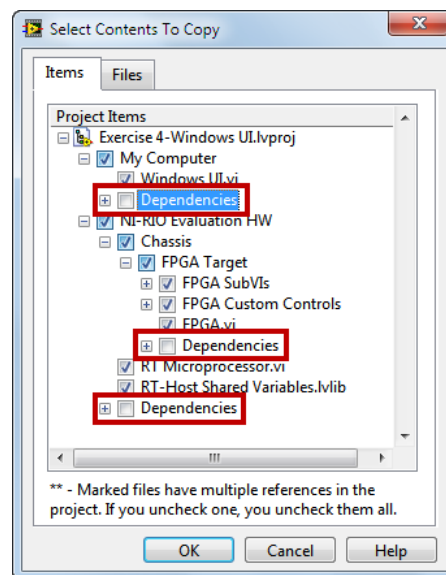 Select Contents To Copy
Items Files
Project Items
Exercise 4-Windows UI.lvproj
My Computer
Windows UI.vi
Dependencies
NI-RIO Evaluation HW
Chassis
FPGA Target
FPGA SubVIs
FPGA Custom Controls
FPGA.vi
Dependencies
RT Microprocessor.vi
RT-Host Shared Variables.lvlib
Dependencies
** - Marked files have multiple references in the
project. If you uncheck one, you uncheck them all.
OK Cancel Help